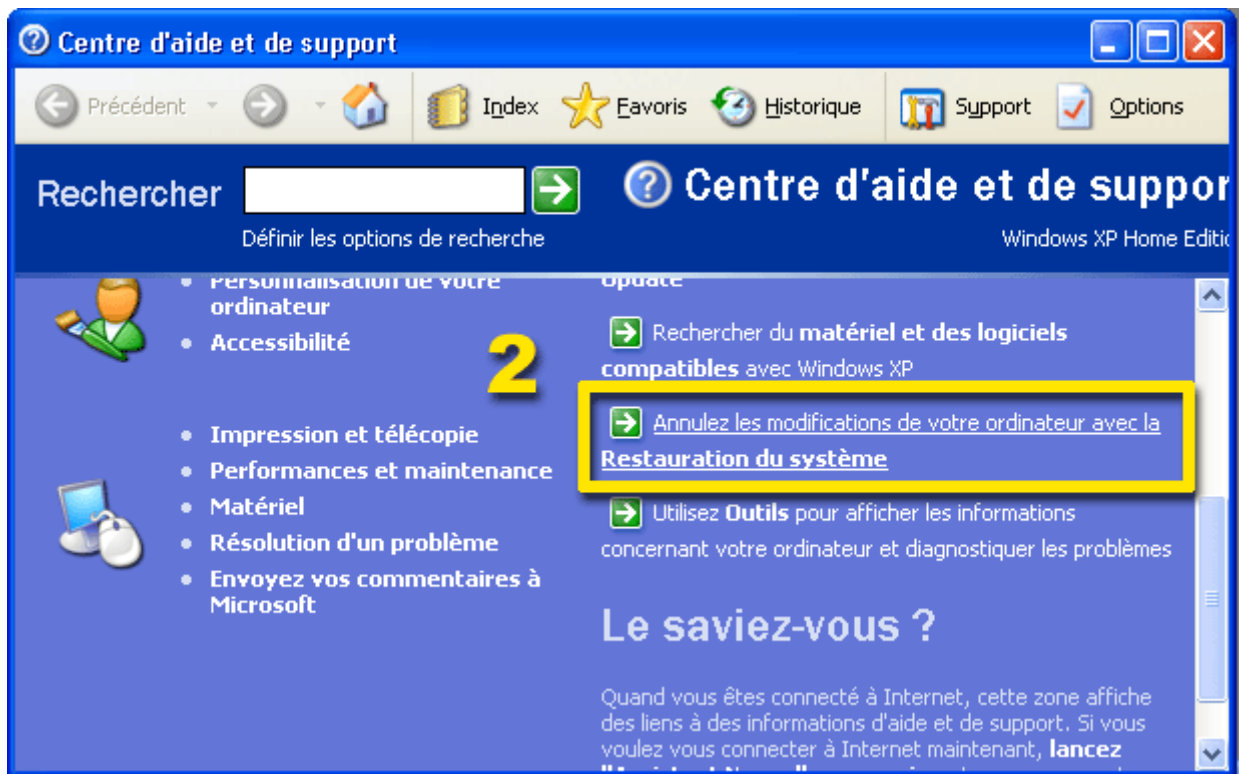 Centre d'aide et de support
Précédent
Index
Favoris
Historique
Support
Options
Rechercher
Définir les options de recherche
Centre d'aide et de suppor
Windows XP Home Editio
Personnalisation de votre
ordinateur
Accessibilité
Impression et télécopie
Performances et maintenance
Matériel
Résolution d'un problème
Envoyez vos commentaires à
Microsoft
2
Update
Rechercher du matériel et des logiciels
compatibles avec Windows XP
Annulez les modifications de votre ordinateur avec la
Restauration du système
Utilisez Outils pour afficher les informations
concernant votre ordinateur et diagnostiquer les problèmes
Le saviez-vous ?
Quand vous êtes connecté à Internet, cette zone affiche
des liens à des informations d'aide et de support. Si vous
voulez vous connecter à Internet maintenant, lancez